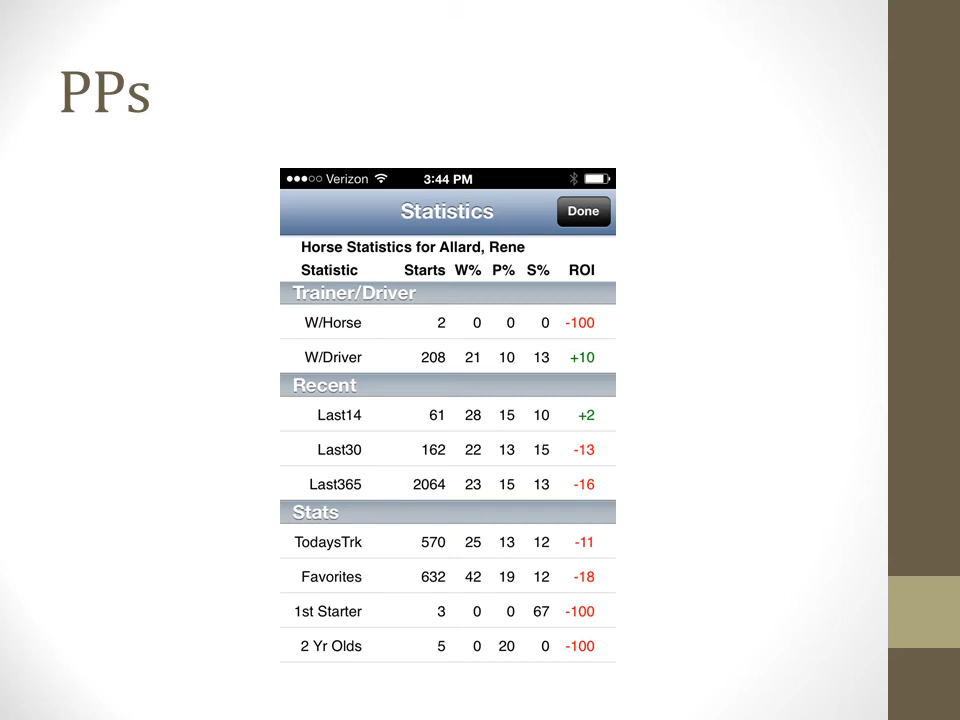 PPs
Verizon 3:44 PM
Statistics Done
Horse Statistics for Allard, Rene
Statistic Starts W% P% S% ROI
Trainer/Driver
W/Horse 2 0 0 0 -100
W/Driver 208 21 10 13 +10
Recent
Last14 61 28 15 10 +2
Last30 162 22 13 15 -13
Last365 2064 23 15 13 -16
Stats
TodaysTrk 570 25 13 12 -11
Favorites 632 42 19 12 -18
1st Starter 3 0 0 67 -100
2 Yr Olds 5 0 20 0 -100